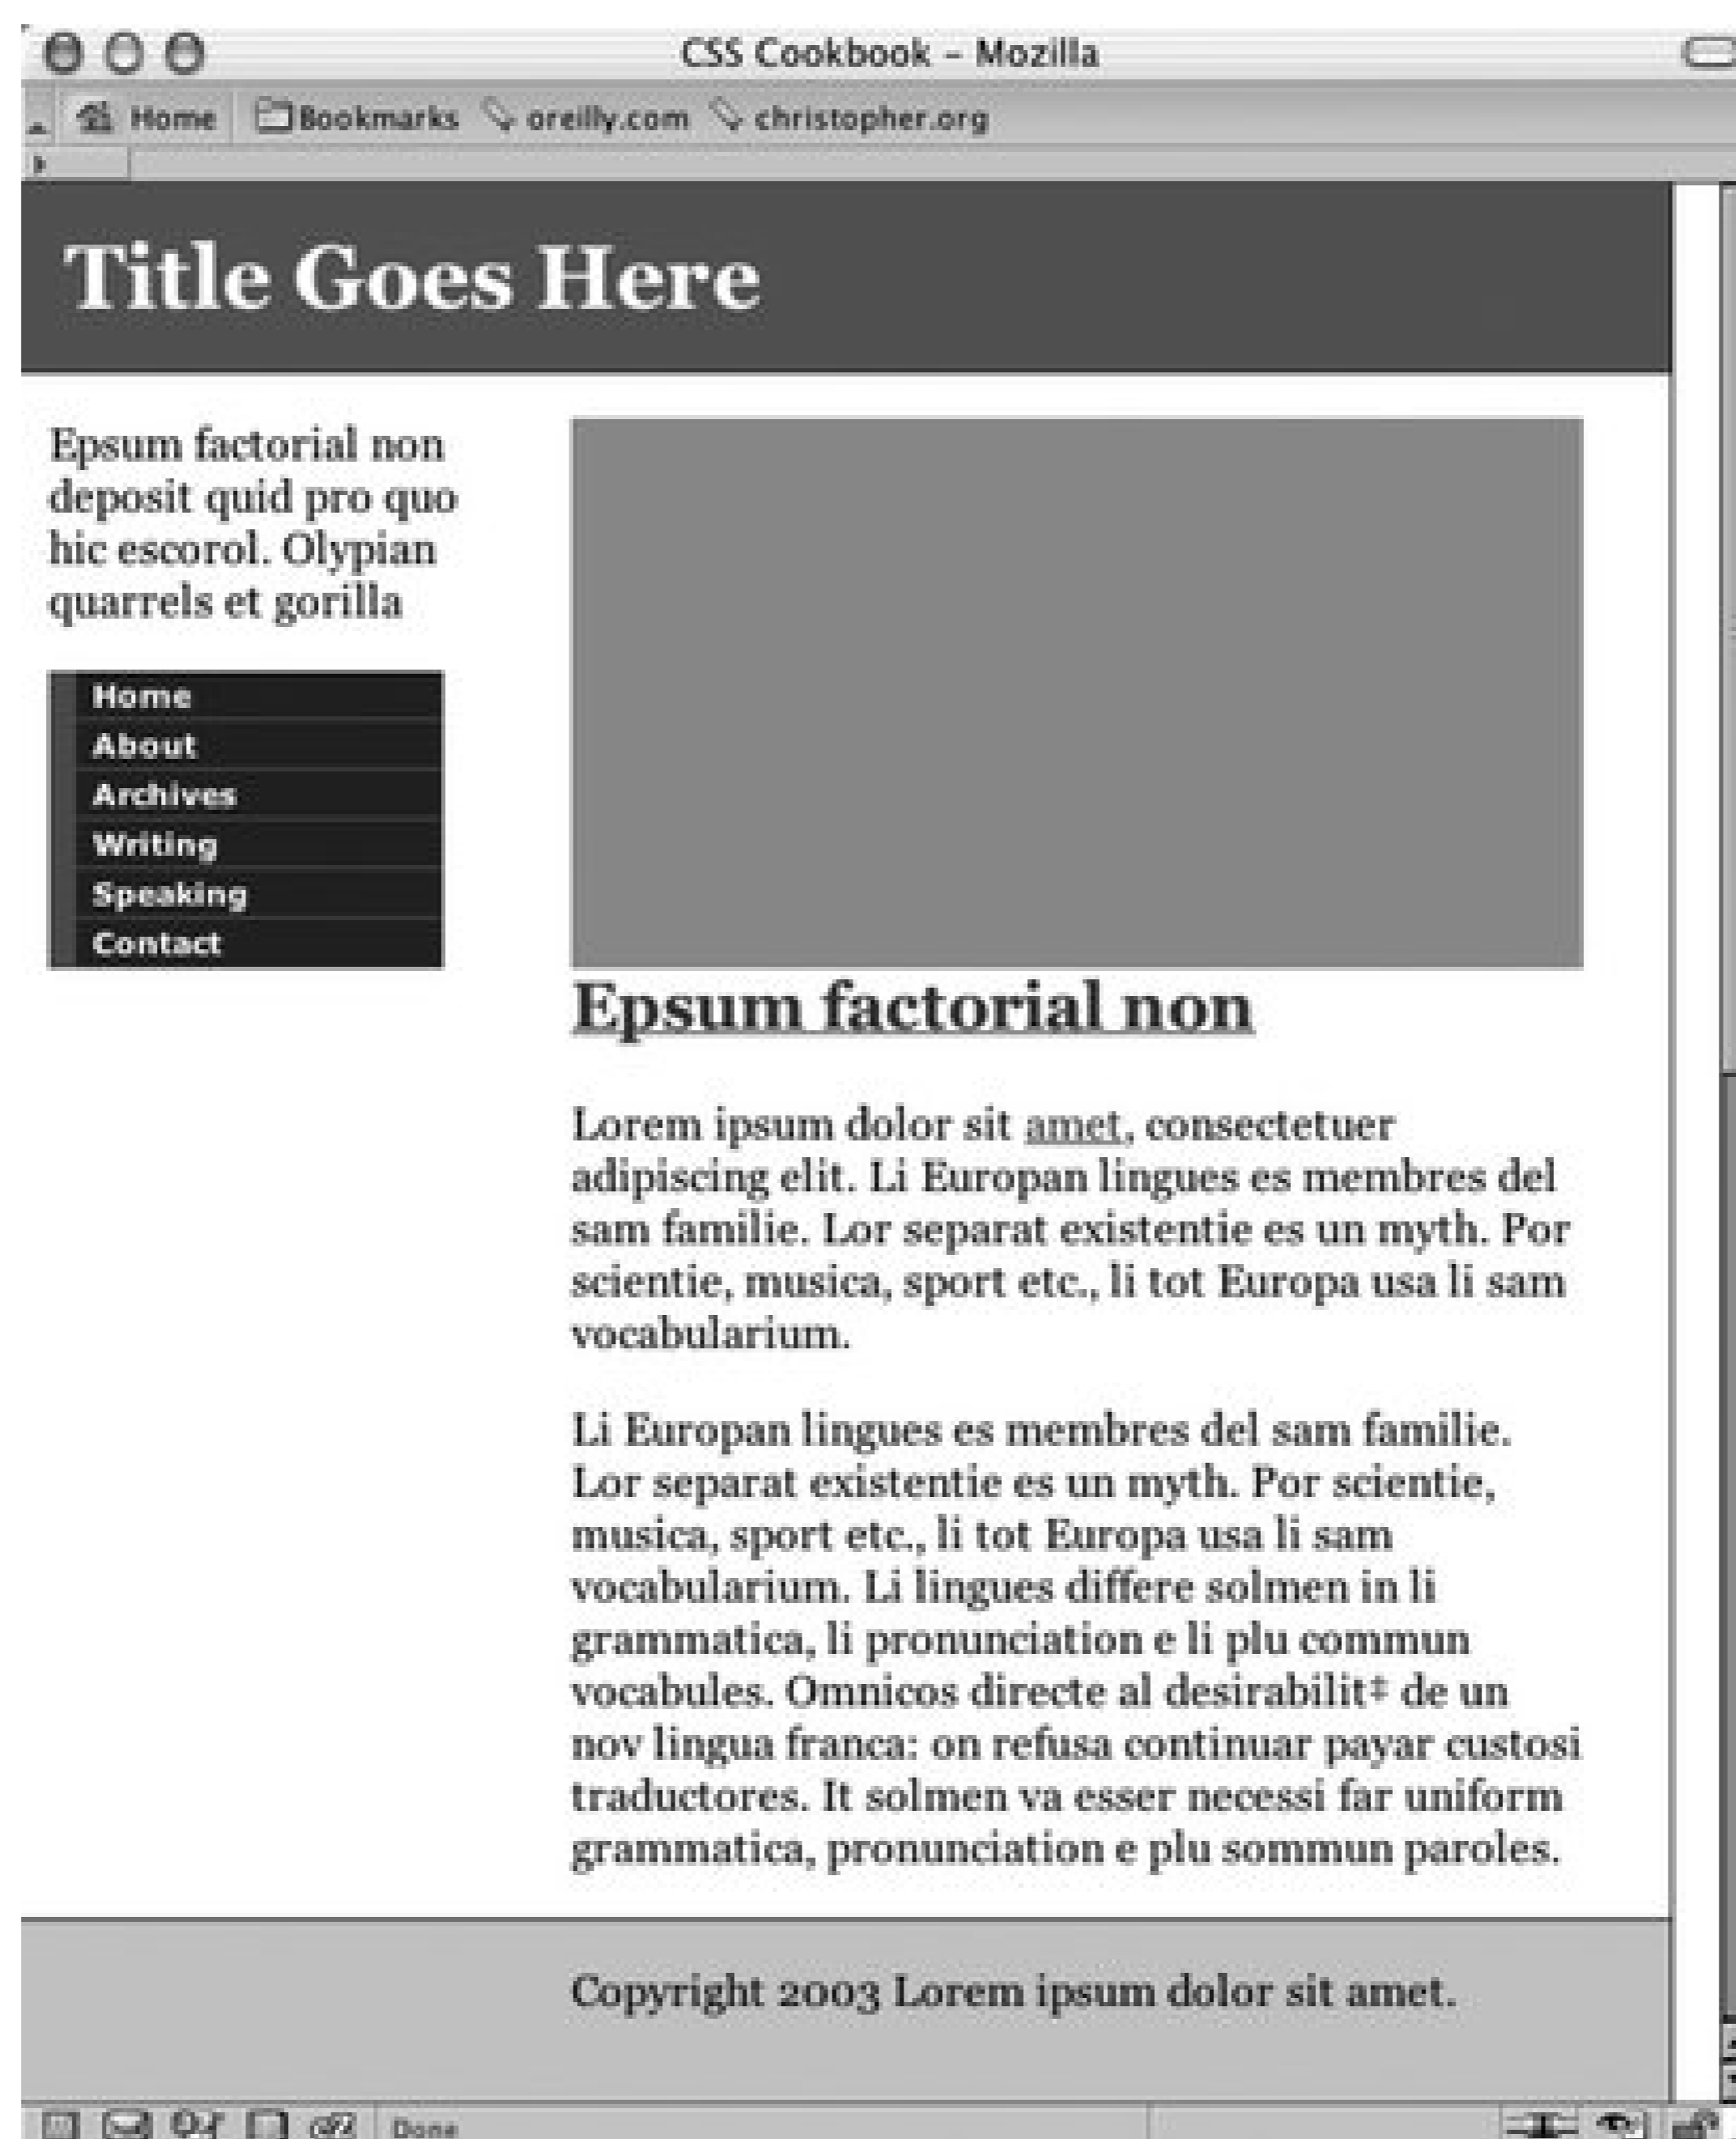 CSS Cookbook – Mozilla
Home Bookmarks oreilly.com christopher.org
Title Goes Here
Epsum factorial non
deposit quid pro quo
hic escorol. Olypian
quarrels et gorilla
Home
About
Archives
Writing
Speaking
Contact
Epsum factorial non
Lorem ipsum dolor sit amet, consectetuer
adipiscing elit. Li Europan lingues es membres del
sam familie. Lor separat existentie es un myth. Por
scientie, musica, sport etc., li tot Europa usa li sam
vocabularium.
Li Europan lingues es membres del sam familie.
Lor separat existentie es un myth. Por scientie,
musica, sport etc., li tot Europa usa li sam
vocabularium. Li lingues differe solmen in li
grammatica, li pronunciation e li plu commun
vocabules. Omnicos directe al desirabilit‡ de un
nov lingua franca: on refusa continuar payar custosi
traductores. It solmen va esser necessi far uniform
grammatica, pronunciation e plu sommun paroles.
Copyright 2003 Lorem ipsum dolor sit amet.
Done